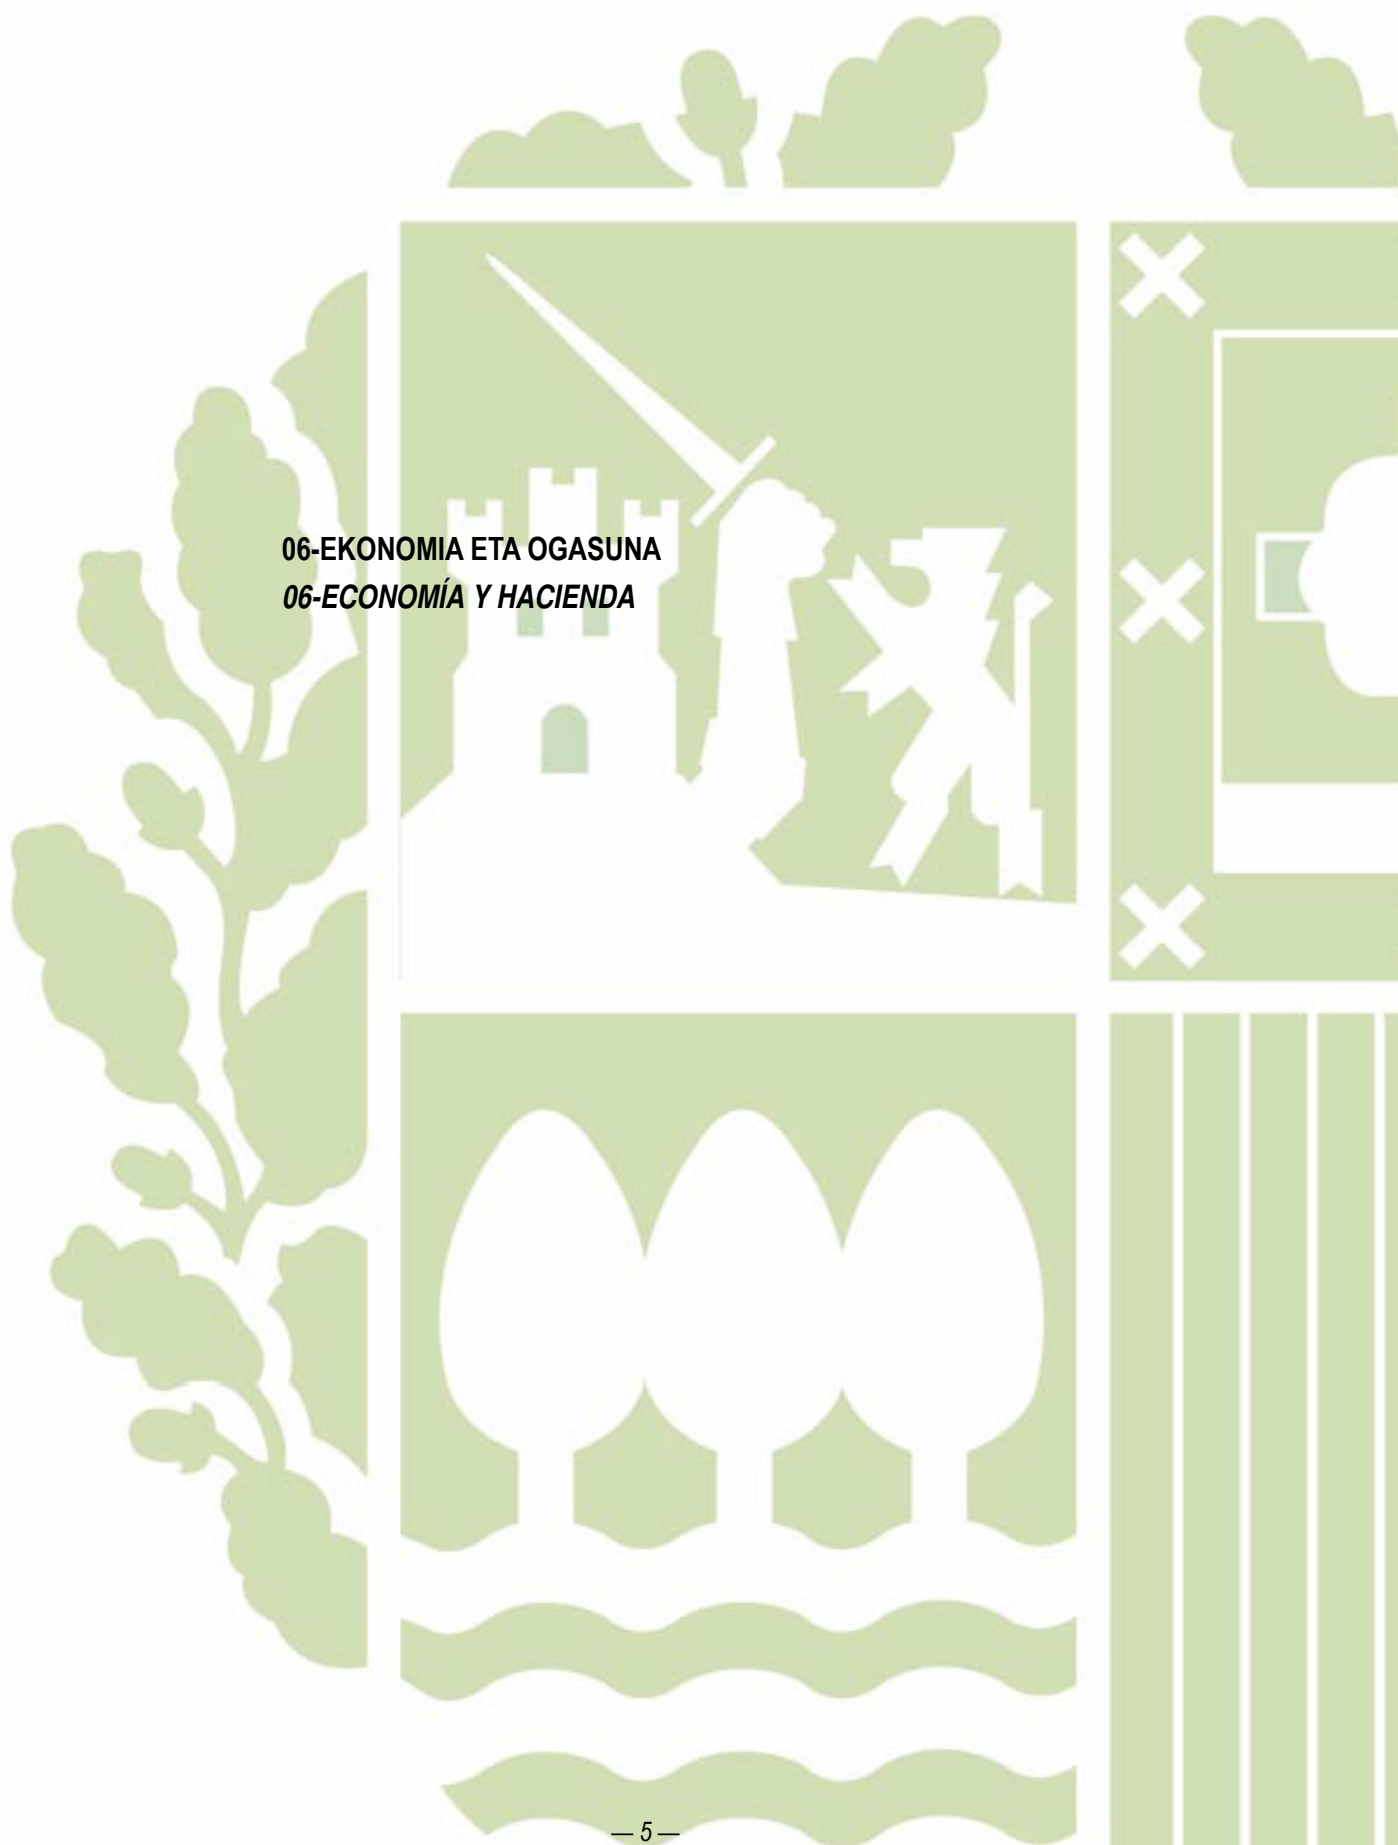 06-EKONOMIA ETA OGASUNA
06-ECONOMÍA Y HACIENDA
— 5 —